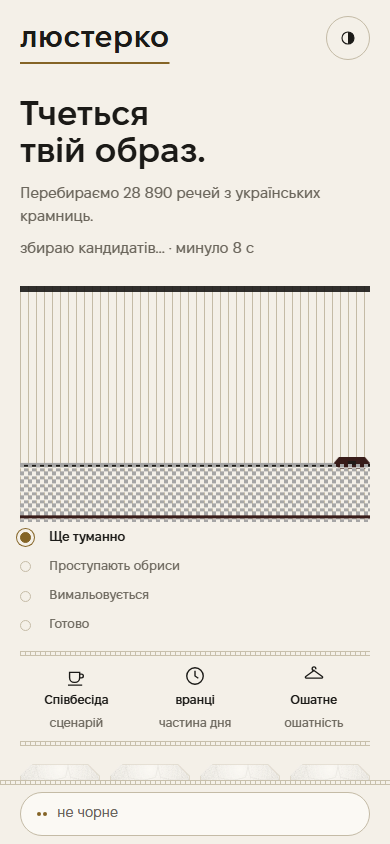 люстерко
Тчеться
твій образ.
Перебираємо 28 890 речей з українських
крамниць.
збираю кандидатів... · минуло 8 с
Ще туманно
Проступають обриси
Вимальовується
Готово
Співбесіда
вранці
Ошатне
сценарій
частина дня
ошатність
не чорне